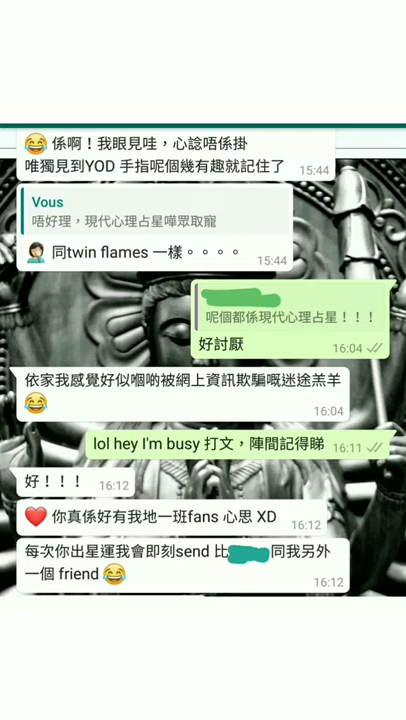 😂 係啊！我眼見哇，心諗唔係掛
唯獨見到YOD 手指呢個幾有趣就記住了
15:44
Vous
唔好理，現代心理占星嘩眾取寵
🤦🏻‍♀️ 同twin flames 一樣。。。。
15:44
呢個都係現代心理占星！！！
好討厭
16:04
依家我感覺好似嗰啲被網上資訊欺騙嘅迷途羔羊
😂
16:04
lol hey I'm busy 打文，陣間記得睇
16:11
好！！！
16:12
❤️ 你真係好有我地一班fans 心思 XD
16:12
每次你出星運我會即刻send 比 同我另外
一個 friend 😂
16:12